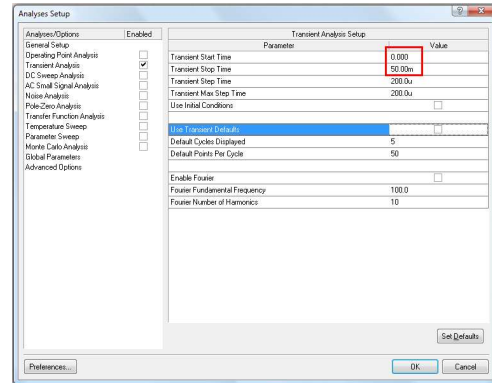 Analyses Setup
Analyses/Options Enabled
General Setup
Operating Point Analysis
Transient Analysis
DC Sweep Analysis
AC Small Signal Analysis
Noise Analysis
Pole-Zero Analysis
Transfer Function Analysis
Temperature Sweep
Parameter Sweep
Monte Carlo Analysis
Global Parameters
Advanced Options
Transient Analysis Setup
Parameter Value
Transient Start Time 0.000
Transient Stop Time 50.00m
Transient Step Time 200.0u
Transient Max Step Time 200.0u
Use Initial Conditions
Use Transient Defaults
Default Cycles Displayed 5
Default Points Per Cycle 50
Enable Fourier
Fourier Fundamental Frequency 100.0
Fourier Number of Harmonics 10
Set Defaults
Preferences... OK Cancel